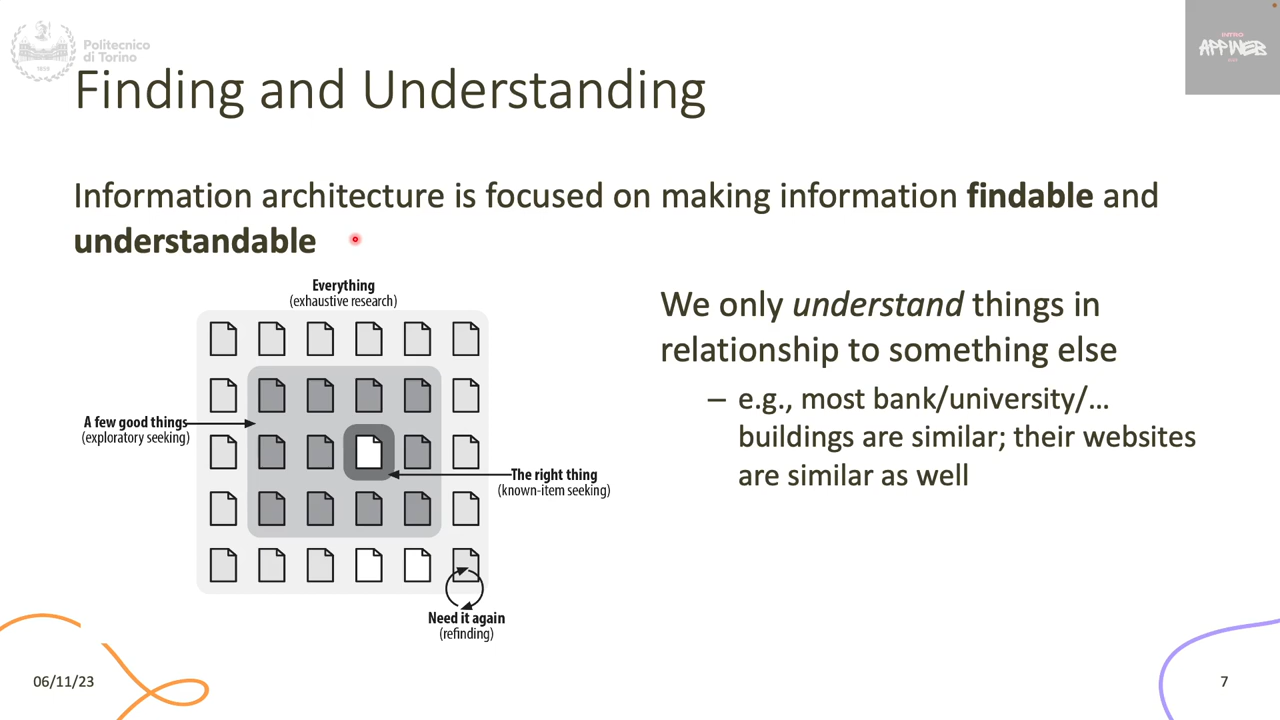 Politecnico
di Torino
1859
INTRO
APPWEB
Finding and Understanding
Information architecture is focused on making information findable and
understandable
Everything
(exhaustive research)
A few good things
(exploratory seeking)
The right thing
(known-item seeking)
Need it again
(refinding)
We only understand things in
relationship to something else
– e.g., most bank/university/…
buildings are similar; their websites
are similar as well
06/11/23
7